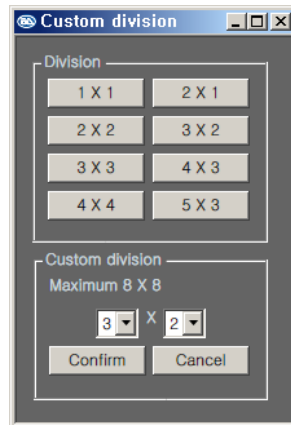 Custom division
Division
1 X 1 2 X 1
2 X 2 3 X 2
3 X 3 4 X 3
4 X 4 5 X 3
Custom division
Maximum 8 X 8
3 X 2
Confirm Cancel